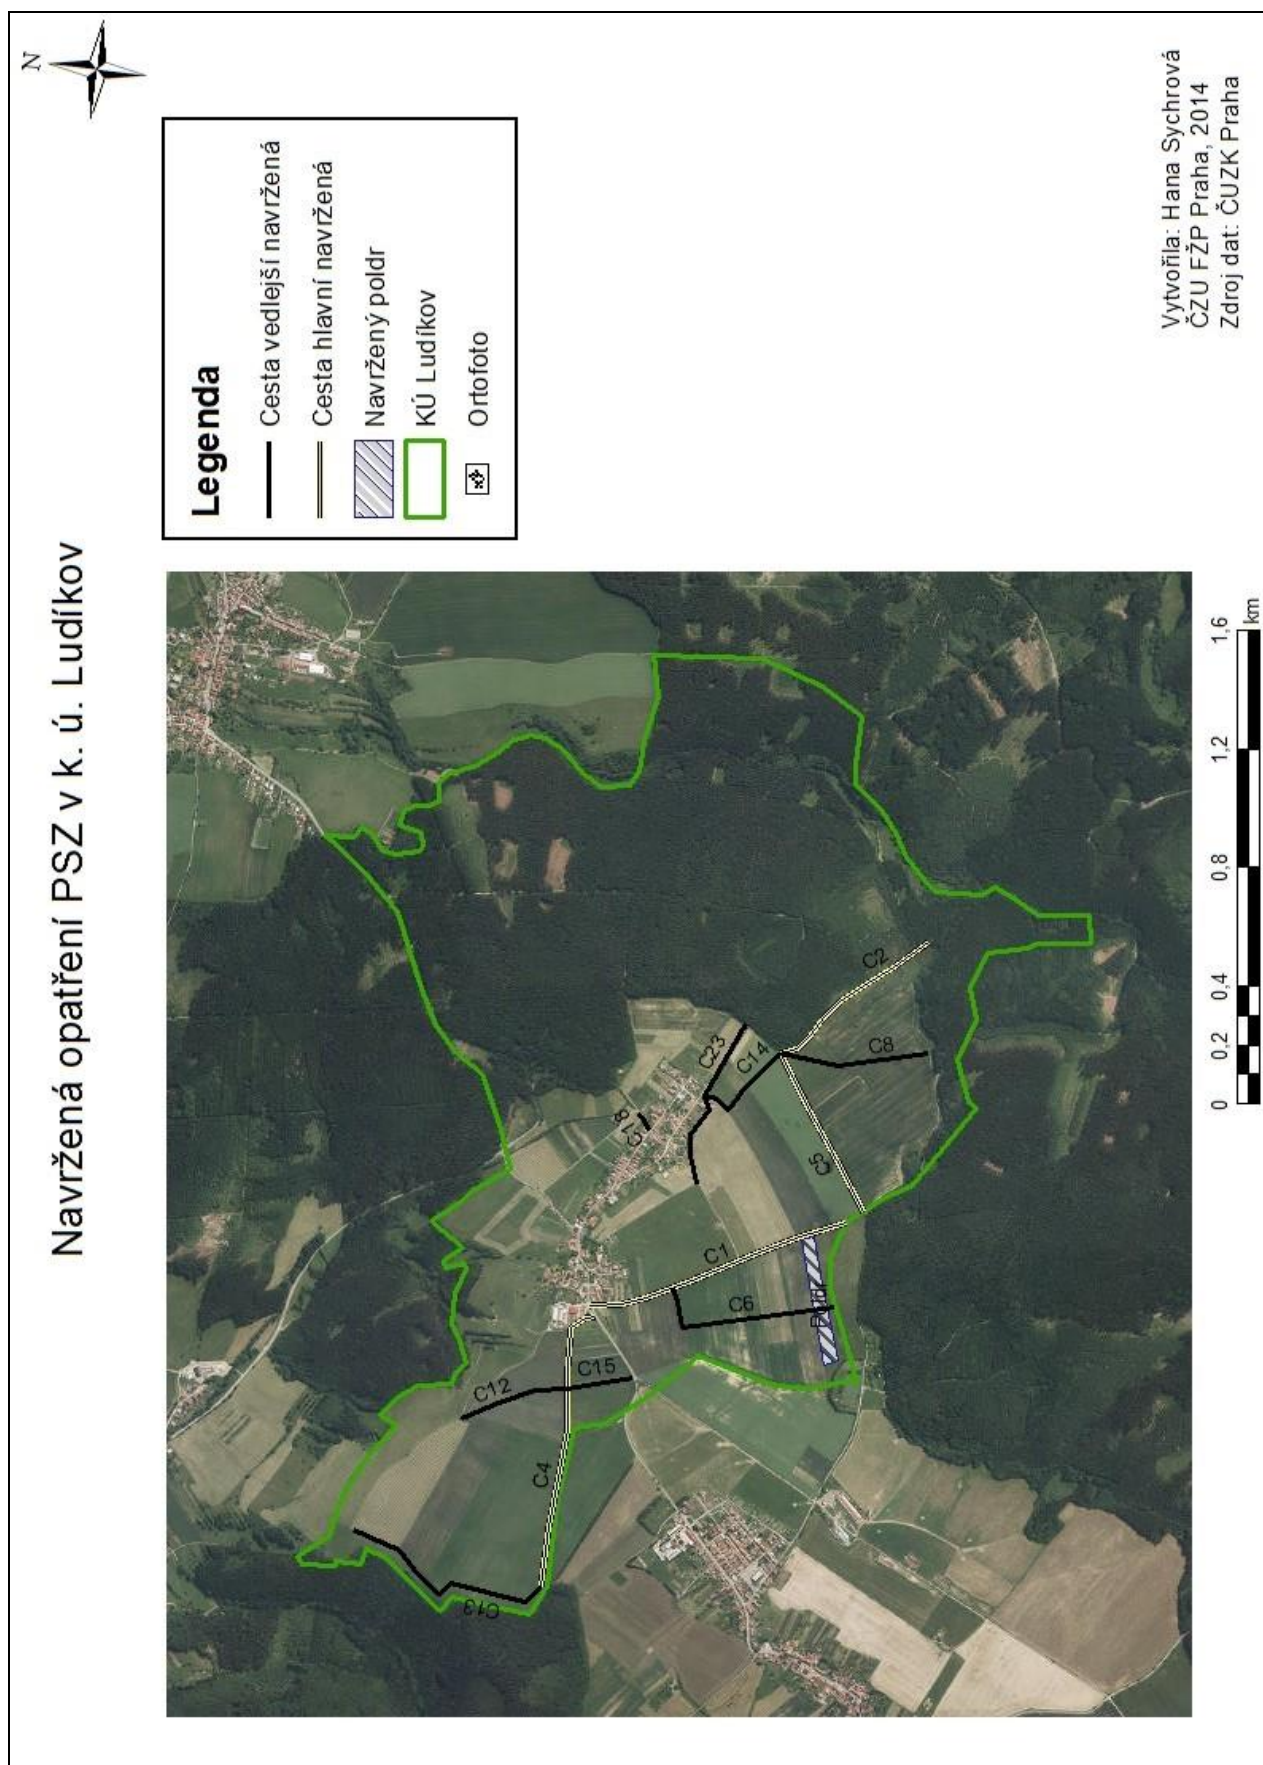 Navržená opatření PSZ v k. ú. Ludíkov
N
Legenda
Cesta vedlejší navržená
Cesta hlavní navržená
Navržený poldr
KÚ Ludíkov
Ortofoto
C13
C4
C12
C15
C6
C1
C18
C23
C14
C5
C8
C2
0 0,2 0,4 0,8 1,2 1,6
km
Vytvořila: Hana Sychrová
ČZU FŽP Praha, 2014
Zdroj dat: ČUZK Praha